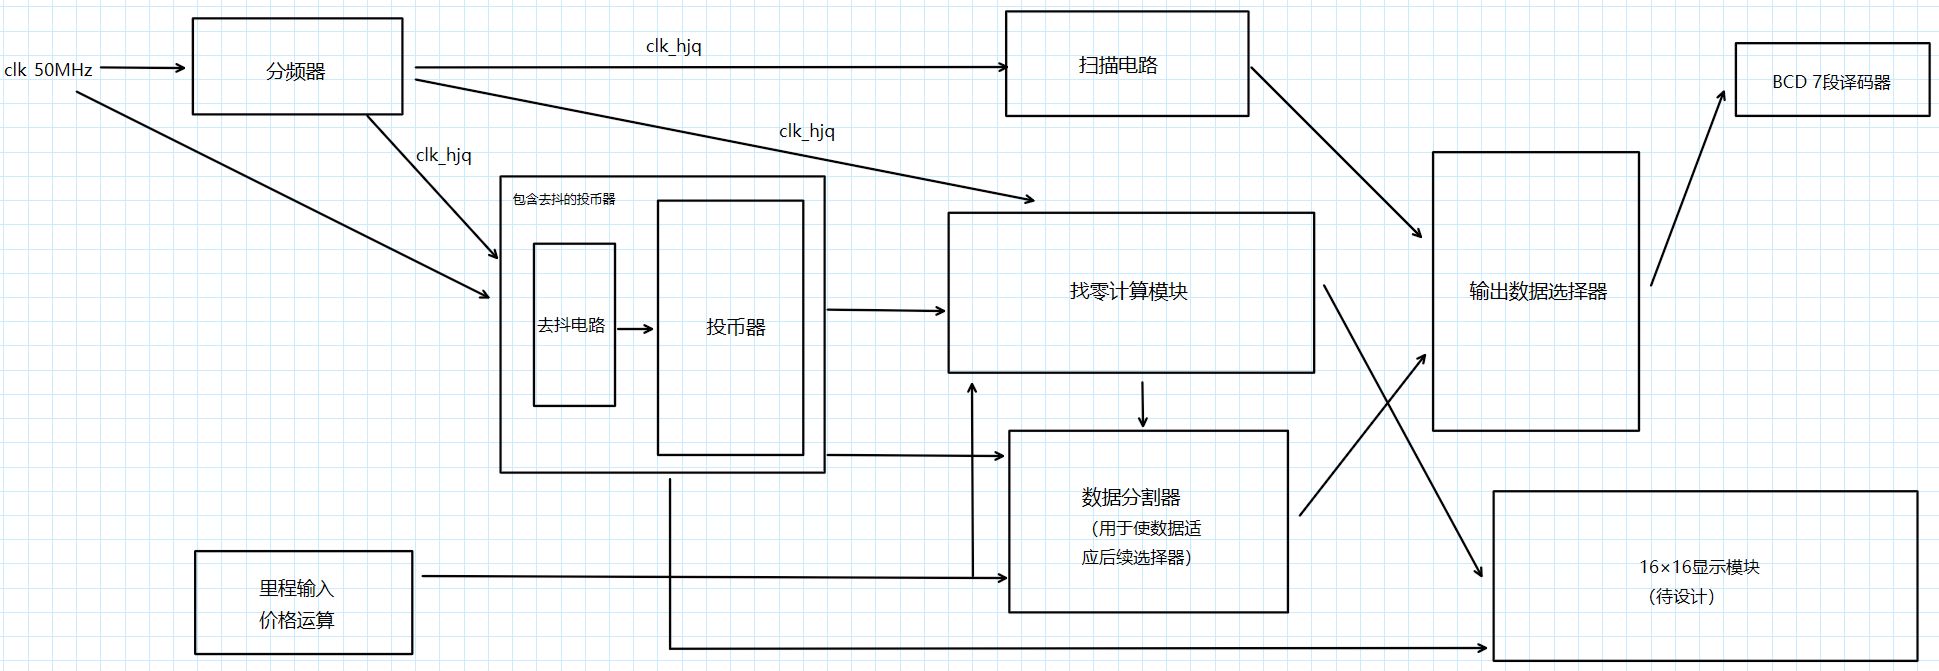 clk 50MHz
分频器
clk_hjq
扫描电路
BCD 7段译码器
clk_hjq
clk_hjq
包含去抖的投币器
去抖电路
投币器
找零计算模块
输出数据选择器
数据分割器
（用于使数据适
应后续选择器）
里程输入
价格运算
16×16显示模块
（待设计）